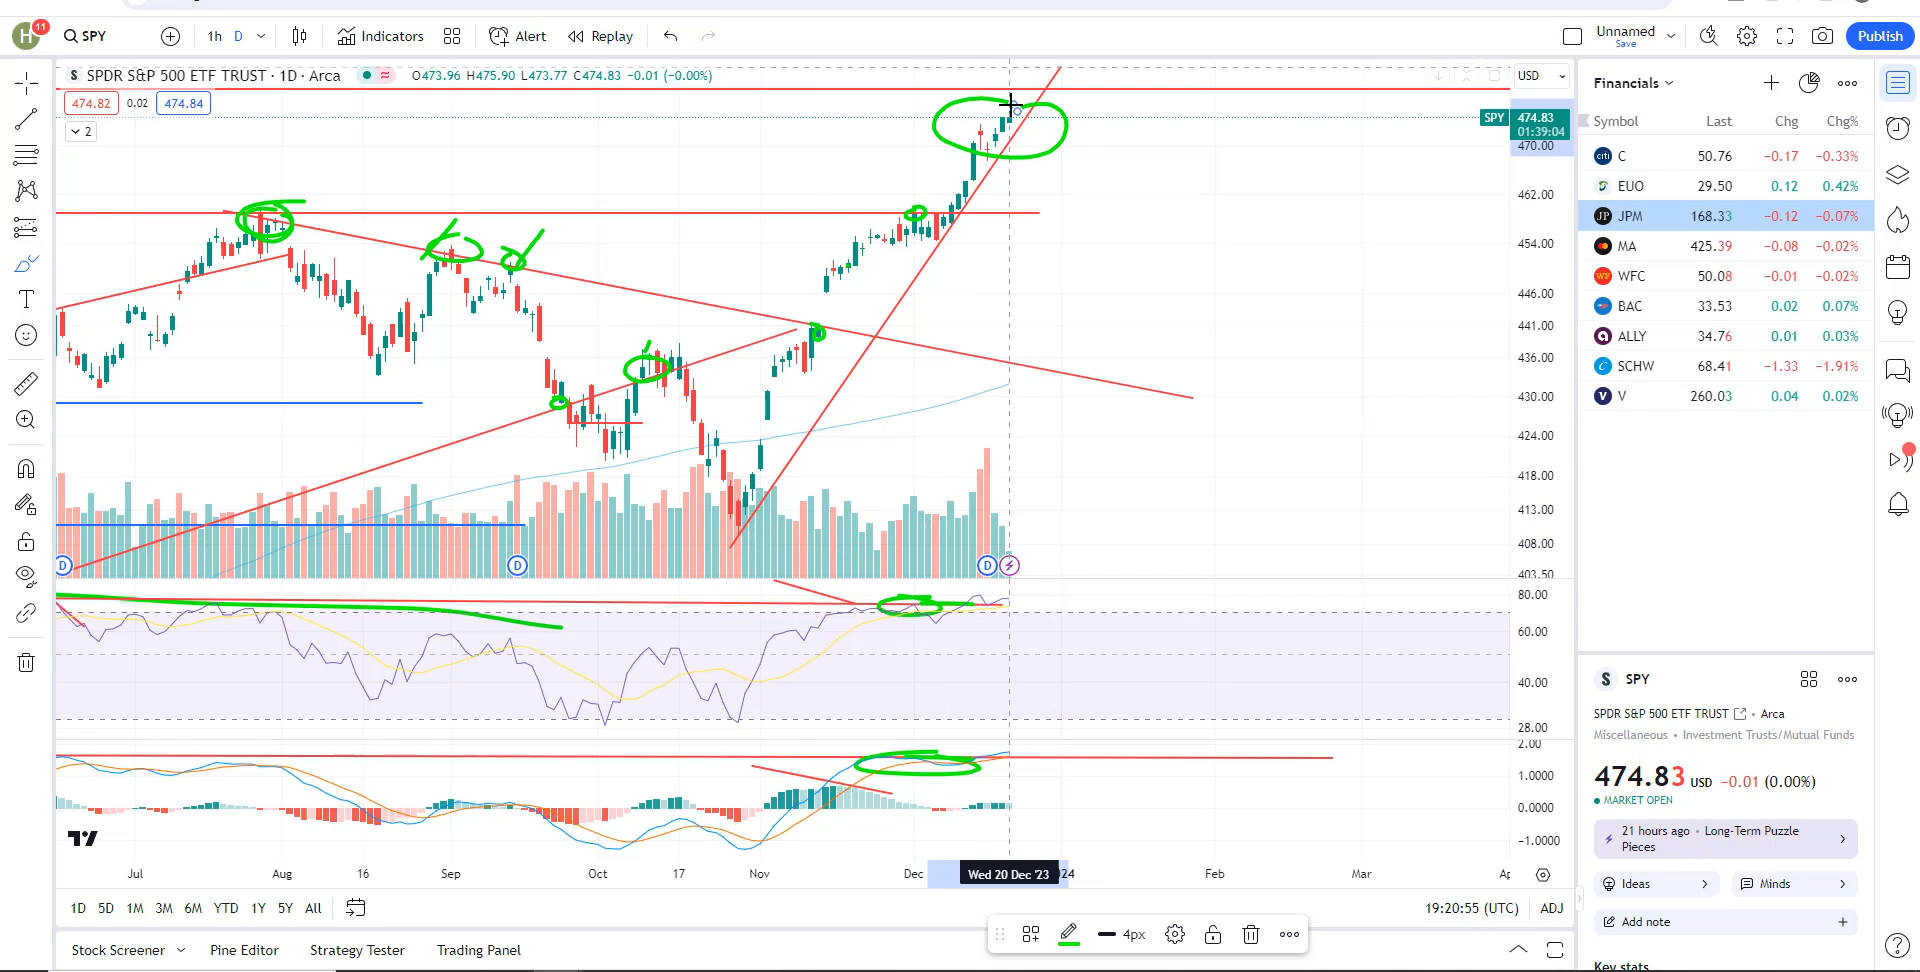 H 11 SPY 1h D Indicators Alert Replay Unnamed Save Publish
S SPDR S&P 500 ETF TRUST · 1D · Arca O473.96 H475.90 L473.77 C474.83 −0.01 (−0.00%) USD
474.82 0.02 474.84
2
SPY 474.83
01:39:04
470.00
462.00
454.00
446.00
441.00
436.00
430.00
424.00
418.00
413.00
408.00
403.50
D D D
80.00
60.00
40.00
28.00
2.00
1.0000
0.0000
−1.0000
Jul Aug 16 Sep Oct 17 Nov Dec Wed 20 Dec '23 24 Feb Mar
1D 5D 1M 3M 6M YTD 1Y 5Y All 19:20:55 (UTC) ADJ
4px
Stock Screener Pine Editor Strategy Tester Trading Panel
Financials
Symbol Last Chg Chg%
citi C 50.76 −0.17 −0.33%
EUO 29.50 0.12 0.42%
JP JPM 168.33 −0.12 −0.07%
MA 425.39 −0.08 −0.02%
WF WFC 50.08 −0.01 −0.02%
BAC 33.53 0.02 0.07%
a ALLY 34.76 0.01 0.03%
C SCHW 68.41 −1.33 −1.91%
V V 260.03 0.04 0.02%
S SPY
SPDR S&P 500 ETF TRUST • Arca
Miscellaneous • Investment Trusts/Mutual Funds
474.83 USD −0.01 (0.00%)
MARKET OPEN
21 hours ago • Long-Term Puzzle
Pieces
Ideas Minds
Add note
Key stats